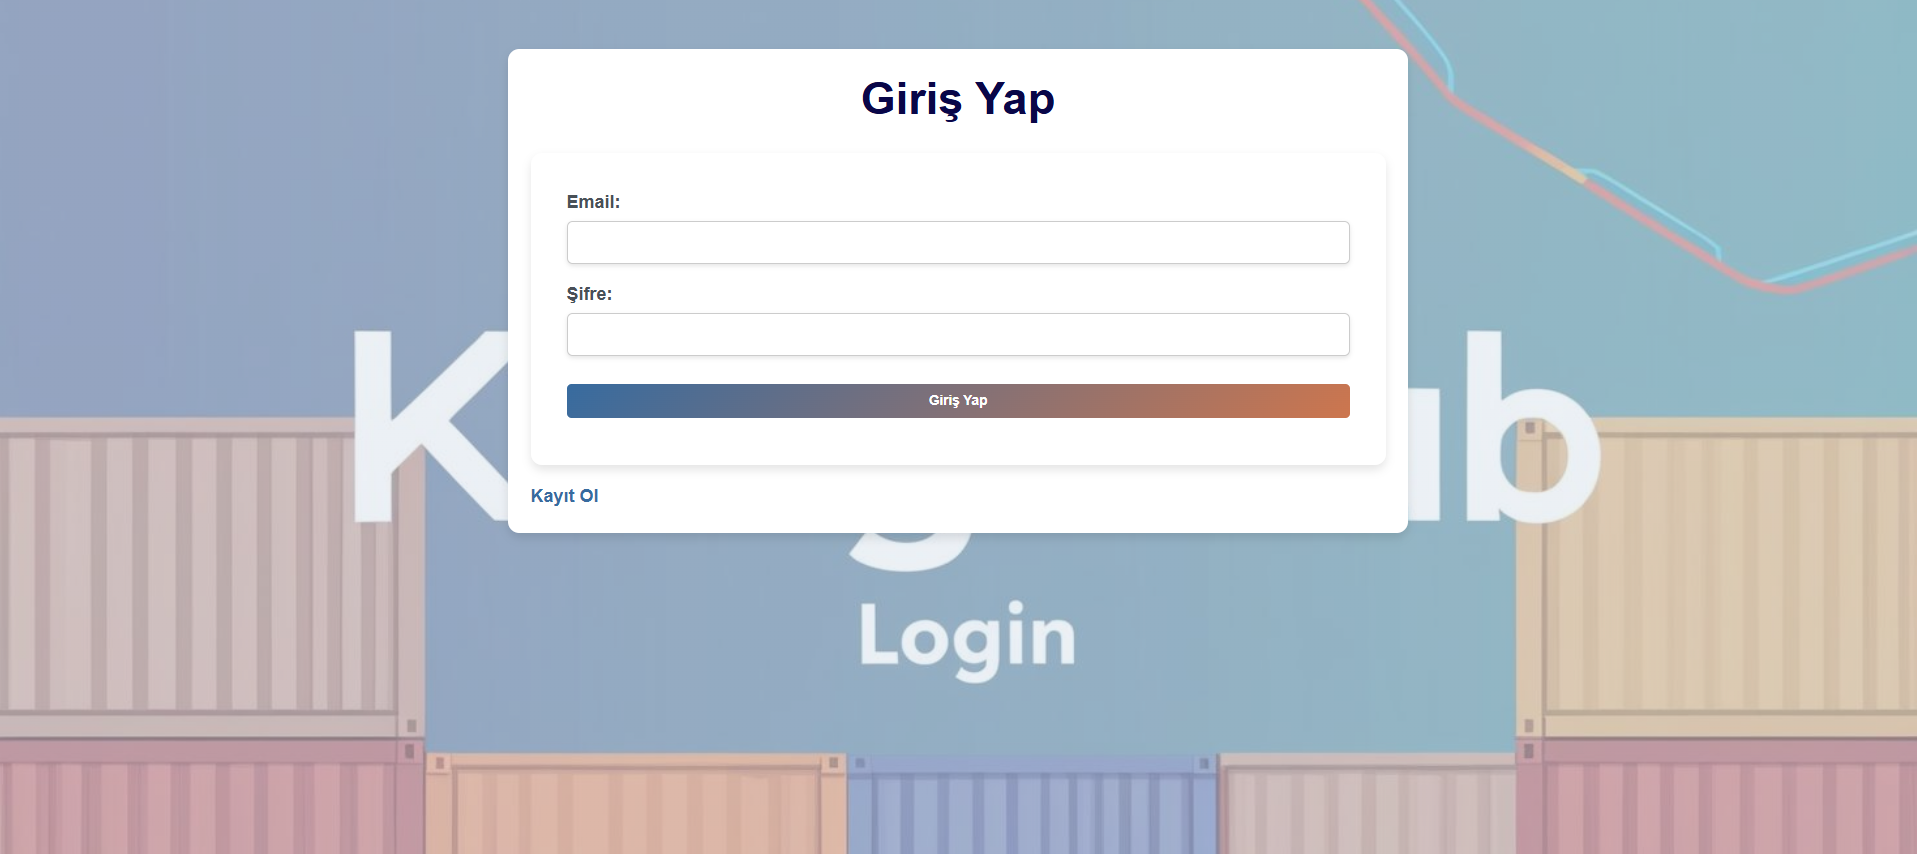 Giriş Yap
Email:
Şifre:
Giriş Yap
Kayıt Ol
Login